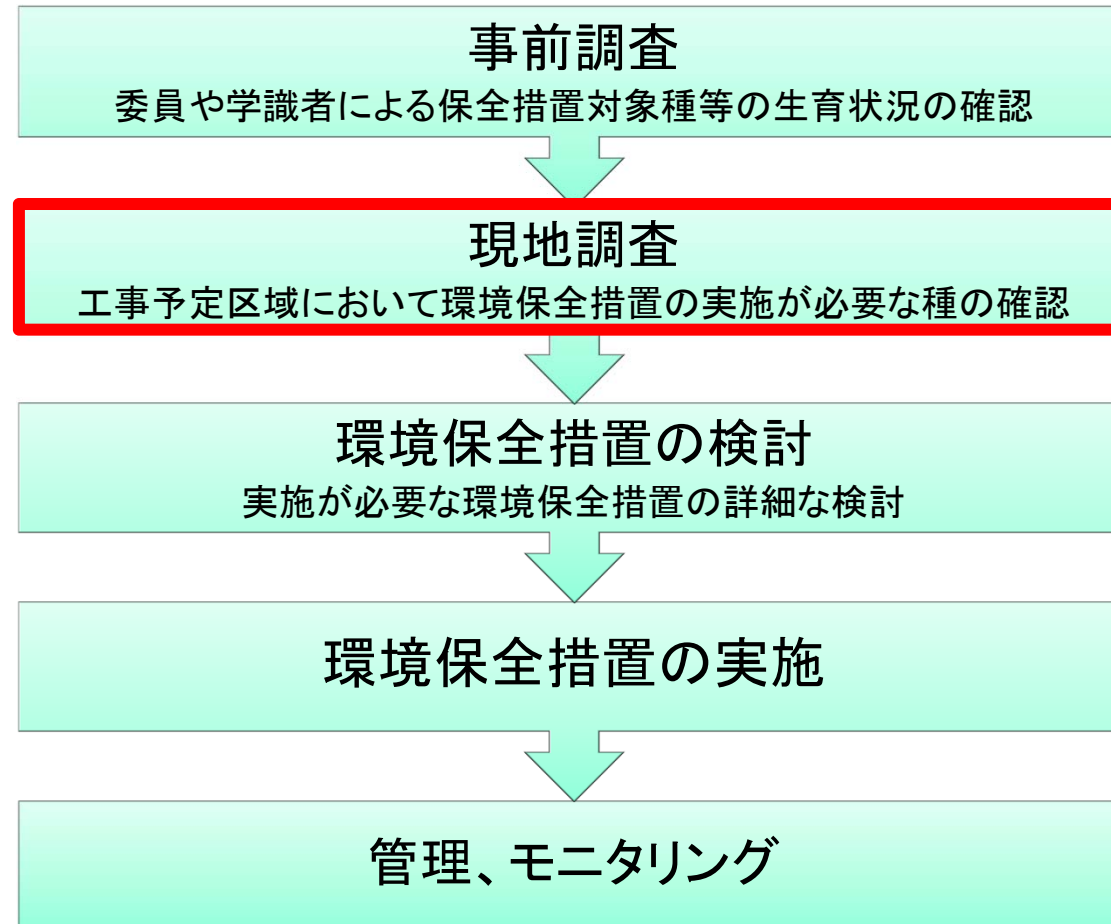 事前調査
委員や学識者による保全措置対象種等の生育状況の確認
現地調査
工事予定区域において環境保全措置の実施が必要な種の確認
環境保全措置の検討
実施が必要な環境保全措置の詳細な検討
環境保全措置の実施
管理、モニタリング